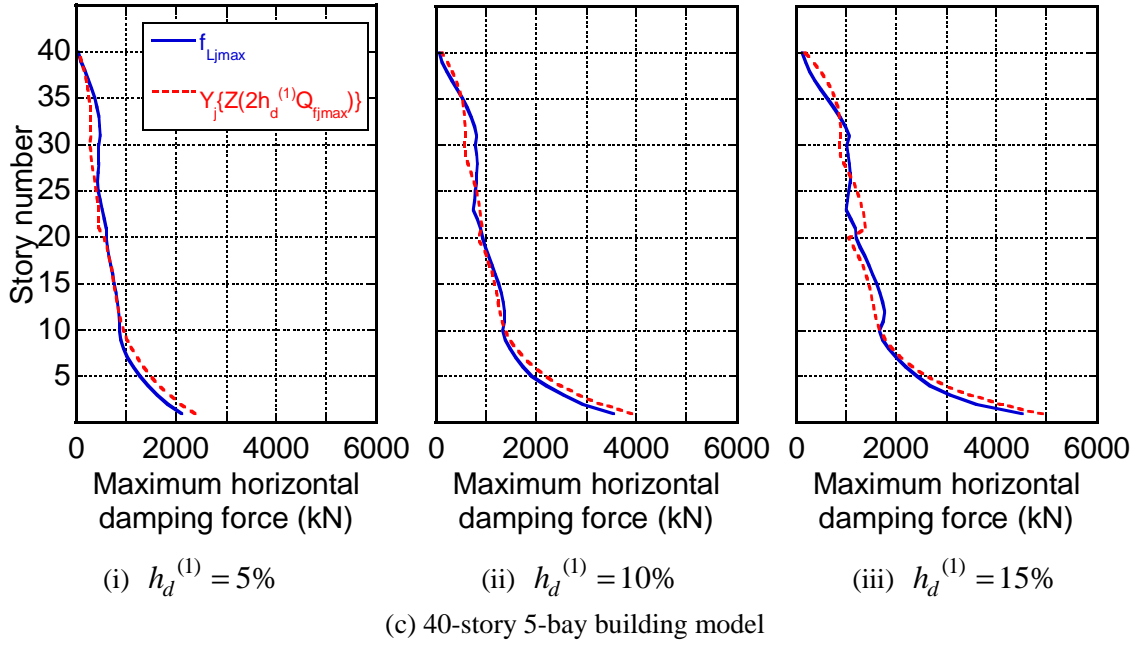 f_Ljmax
Y_j{Z(2h_d^(1)Q_fjmax)}
Story number
40
35
30
25
20
15
10
5
0 2000 4000 6000
0 2000 4000 6000
0 2000 4000 6000
Maximum horizontal damping force (kN)
Maximum horizontal damping force (kN)
Maximum horizontal damping force (kN)
(i) h_d^(1) = 5%
(ii) h_d^(1) = 10%
(iii) h_d^(1) = 15%
(c) 40-story 5-bay building model